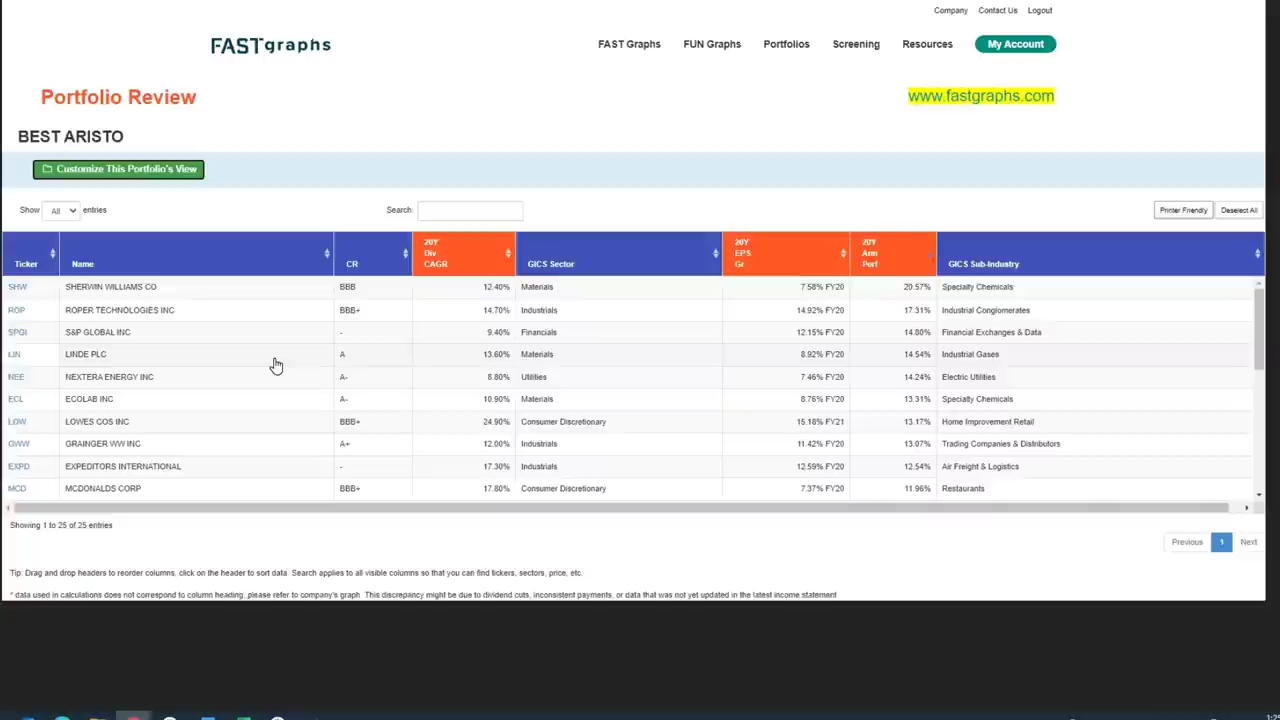 Company Contact Us Logout
FASTgraphs FAST Graphs FUN Graphs Portfolios Screening Resources My Account
Portfolio Review www.fastgraphs.com
BEST ARISTO
Customize This Portfolio's View
Show All entries Search: Printer Friendly Deselect All
Ticker Name CR 20Y Div CAGR GICS Sector 20Y EPS Gr 20Y Ann Perf GICS Sub-Industry
SHW SHERWIN WILLIAMS CO BBB 12.40% Materials 7.58% FY20 20.57% Specialty Chemicals
ROP ROPER TECHNOLOGIES INC BBB+ 14.70% Industrials 14.92% FY20 17.31% Industrial Conglomerates
SPGI S&P GLOBAL INC - 9.40% Financials 12.15% FY20 14.80% Financial Exchanges & Data
LIN LINDE PLC A 13.60% Materials 8.92% FY20 14.54% Industrial Gases
NEE NEXTERA ENERGY INC A- 8.80% Utilities 7.46% FY20 14.24% Electric Utilities
ECL ECOLAB INC A- 10.90% Materials 8.76% FY20 13.31% Specialty Chemicals
LOW LOWES COS INC BBB+ 24.90% Consumer Discretionary 15.18% FY21 13.17% Home Improvement Retail
GWW GRAINGER WW INC A+ 12.00% Industrials 11.42% FY20 13.07% Trading Companies & Distributors
EXPD EXPEDITORS INTERNATIONAL - 17.30% Industrials 12.59% FY20 12.54% Air Freight & Logistics
MCD MCDONALDS CORP BBB+ 17.80% Consumer Discretionary 7.37% FY20 11.96% Restaurants
Showing 1 to 25 of 25 entries
Previous 1 Next
Tip: Drag and drop headers to reorder columns, click on the header to sort data. Search applies to all visible columns so that you can find tickers, sectors, price, etc.
* data used in calculations does not correspond to column heading, please refer to company's graph. This discrepancy might be due to dividend cuts, inconsistent payments, or data that was not yet updated in the latest income statement